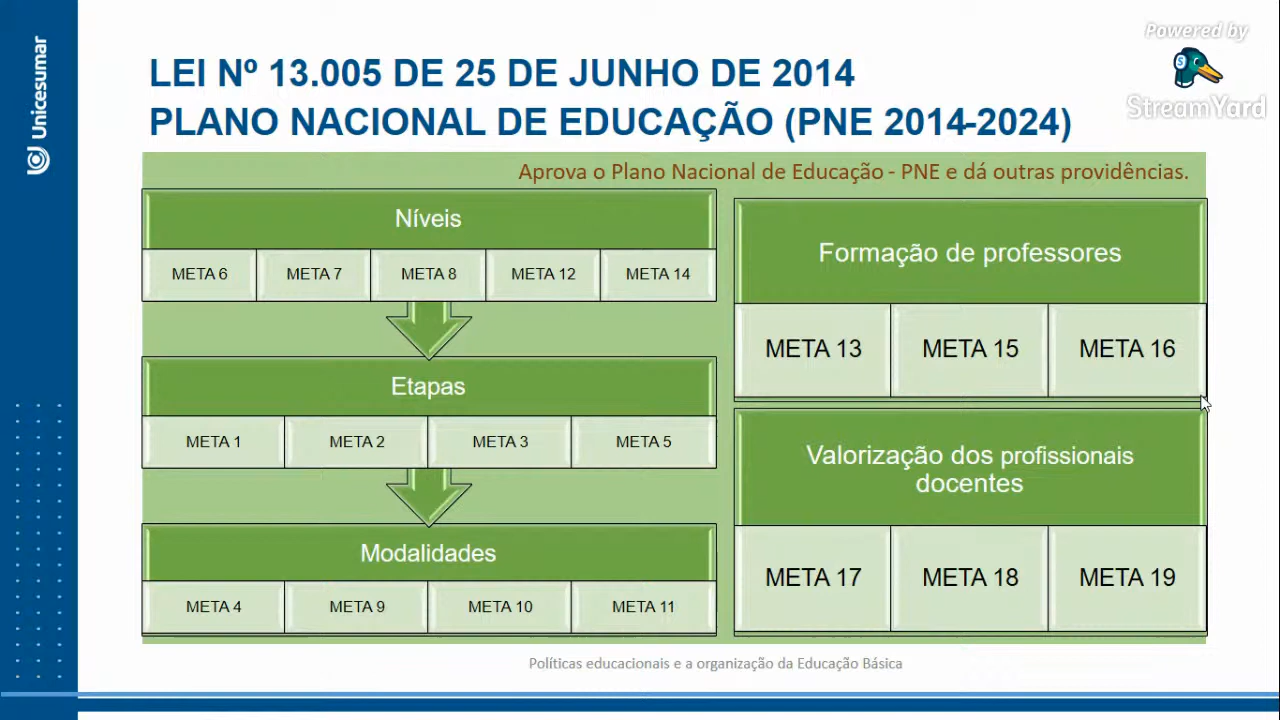 Unicesumar
Powered by
StreamYard
LEI Nº 13.005 DE 25 DE JUNHO DE 2014
PLANO NACIONAL DE EDUCAÇÃO (PNE 2014-2024)
Aprova o Plano Nacional de Educação - PNE e dá outras providências.
Níveis
META 6 META 7 META 8 META 12 META 14
Etapas
META 1 META 2 META 3 META 5
Modalidades
META 4 META 9 META 10 META 11
Formação de professores
META 13 META 15 META 16
Valorização dos profissionais
docentes
META 17 META 18 META 19
Políticas educacionais e a organização da Educação Básica